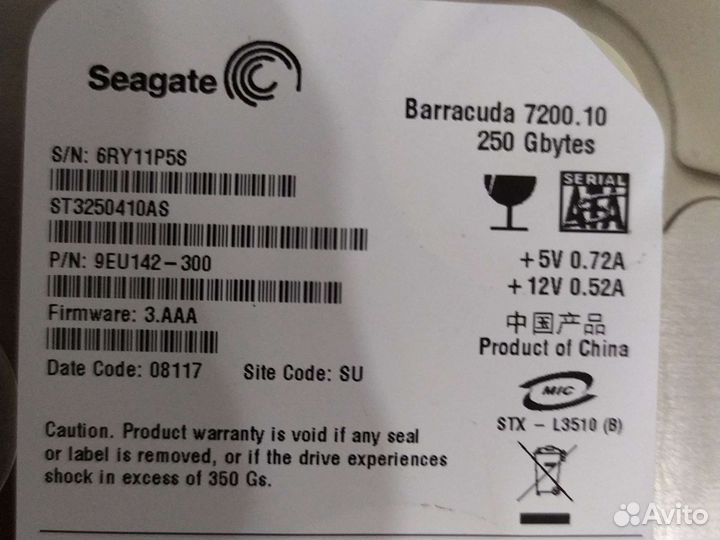 Seagate
Barracuda 7200.10
250 Gbytes
S/N: 6RY11P5S
ST3250410AS
P/N: 9EU142-300
Firmware: 3.AAA
Date Code: 08117 Site Code: SU
SERIAL
ATA
+5V 0.72A
+12V 0.52A
中国产品
Product of China
MIC
STX - L3510 (B)
Caution. Product warranty is void if any seal
or label is removed, or if the drive experiences
shock in excess of 350 Gs.
Avito